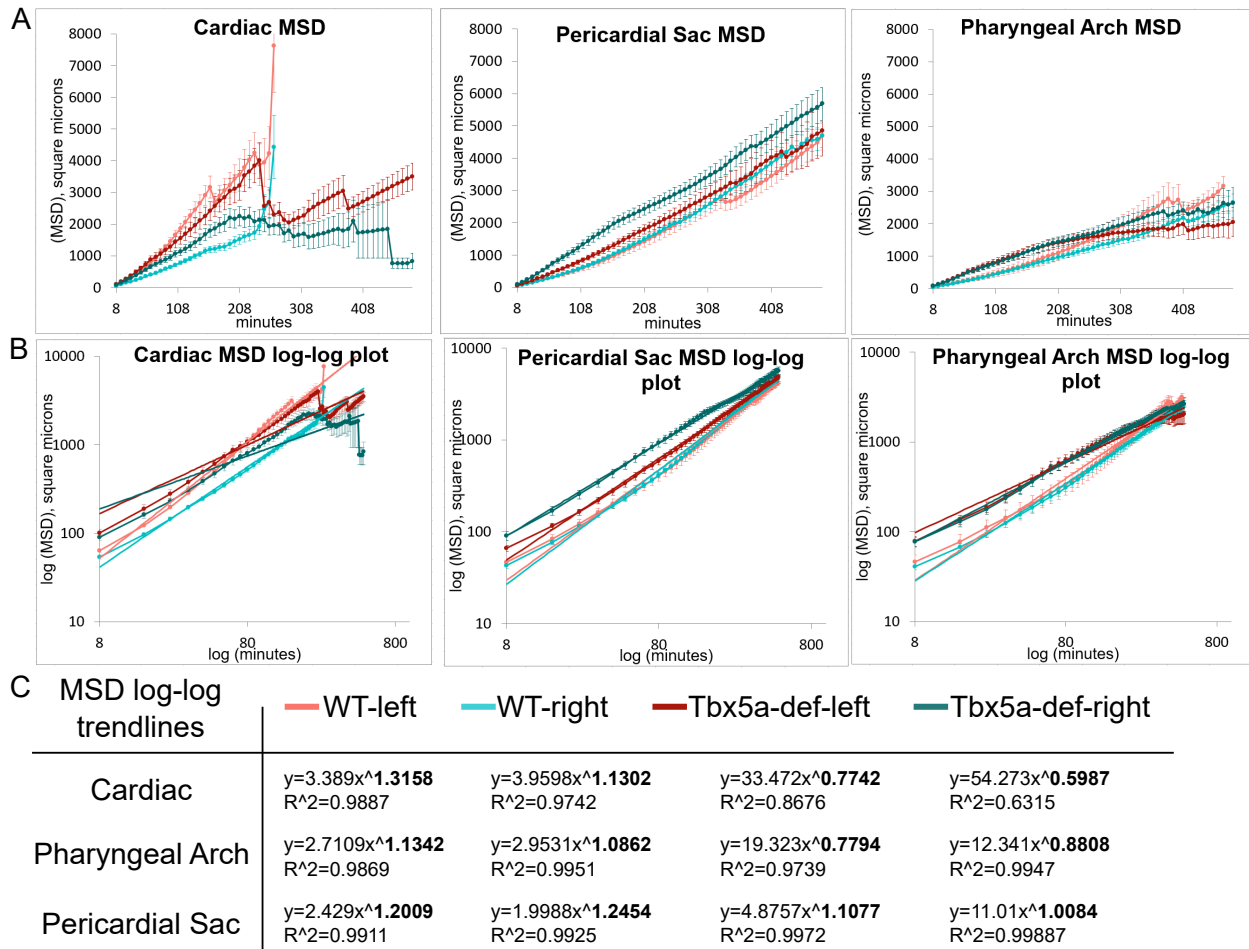 A
Cardiac MSD
(MSD), square microns
8000
7000
6000
5000
4000
3000
2000
1000
0
8
108
208
308
408
minutes
Pericardial Sac MSD
(MSD), square microns
8000
7000
6000
5000
4000
3000
2000
1000
0
8
108
208
308
408
minutes
Pharyngeal Arch MSD
(MSD), square microns
8000
7000
6000
5000
4000
3000
2000
1000
0
8
108
208
308
408
minutes
B
Cardiac MSD log-log plot
log (MSD), square microns
10000
1000
100
10
8
80
800
log (minutes)
Pericardial Sac MSD log-log
plot
log (MSD), square microns
10000
1000
100
10
8
80
800
log (minutes)
Pharyngeal Arch MSD log-log
plot
log (MSD), square microns
10000
1000
100
10
8
80
800
log (minutes)
C
MSD log-log
trendlines
WT-left
WT-right
Tbx5a-def-left
Tbx5a-def-right
Cardiac
y=3.389x^1.3158
R^2=0.9887
y=3.9598x^1.1302
R^2=0.9742
y=33.472x^0.7742
R^2=0.8676
y=54.273x^0.5987
R^2=0.6315
Pharyngeal Arch
y=2.7109x^1.1342
R^2=0.9869
y=2.9531x^1.0862
R^2=0.9951
y=19.323x^0.7794
R^2=0.9739
y=12.341x^0.8808
R^2=0.9947
Pericardial Sac
y=2.429x^1.2009
R^2=0.9911
y=1.9988x^1.2454
R^2=0.9925
y=4.8757x^1.1077
R^2=0.9972
y=11.01x^1.0084
R^2=0.99887